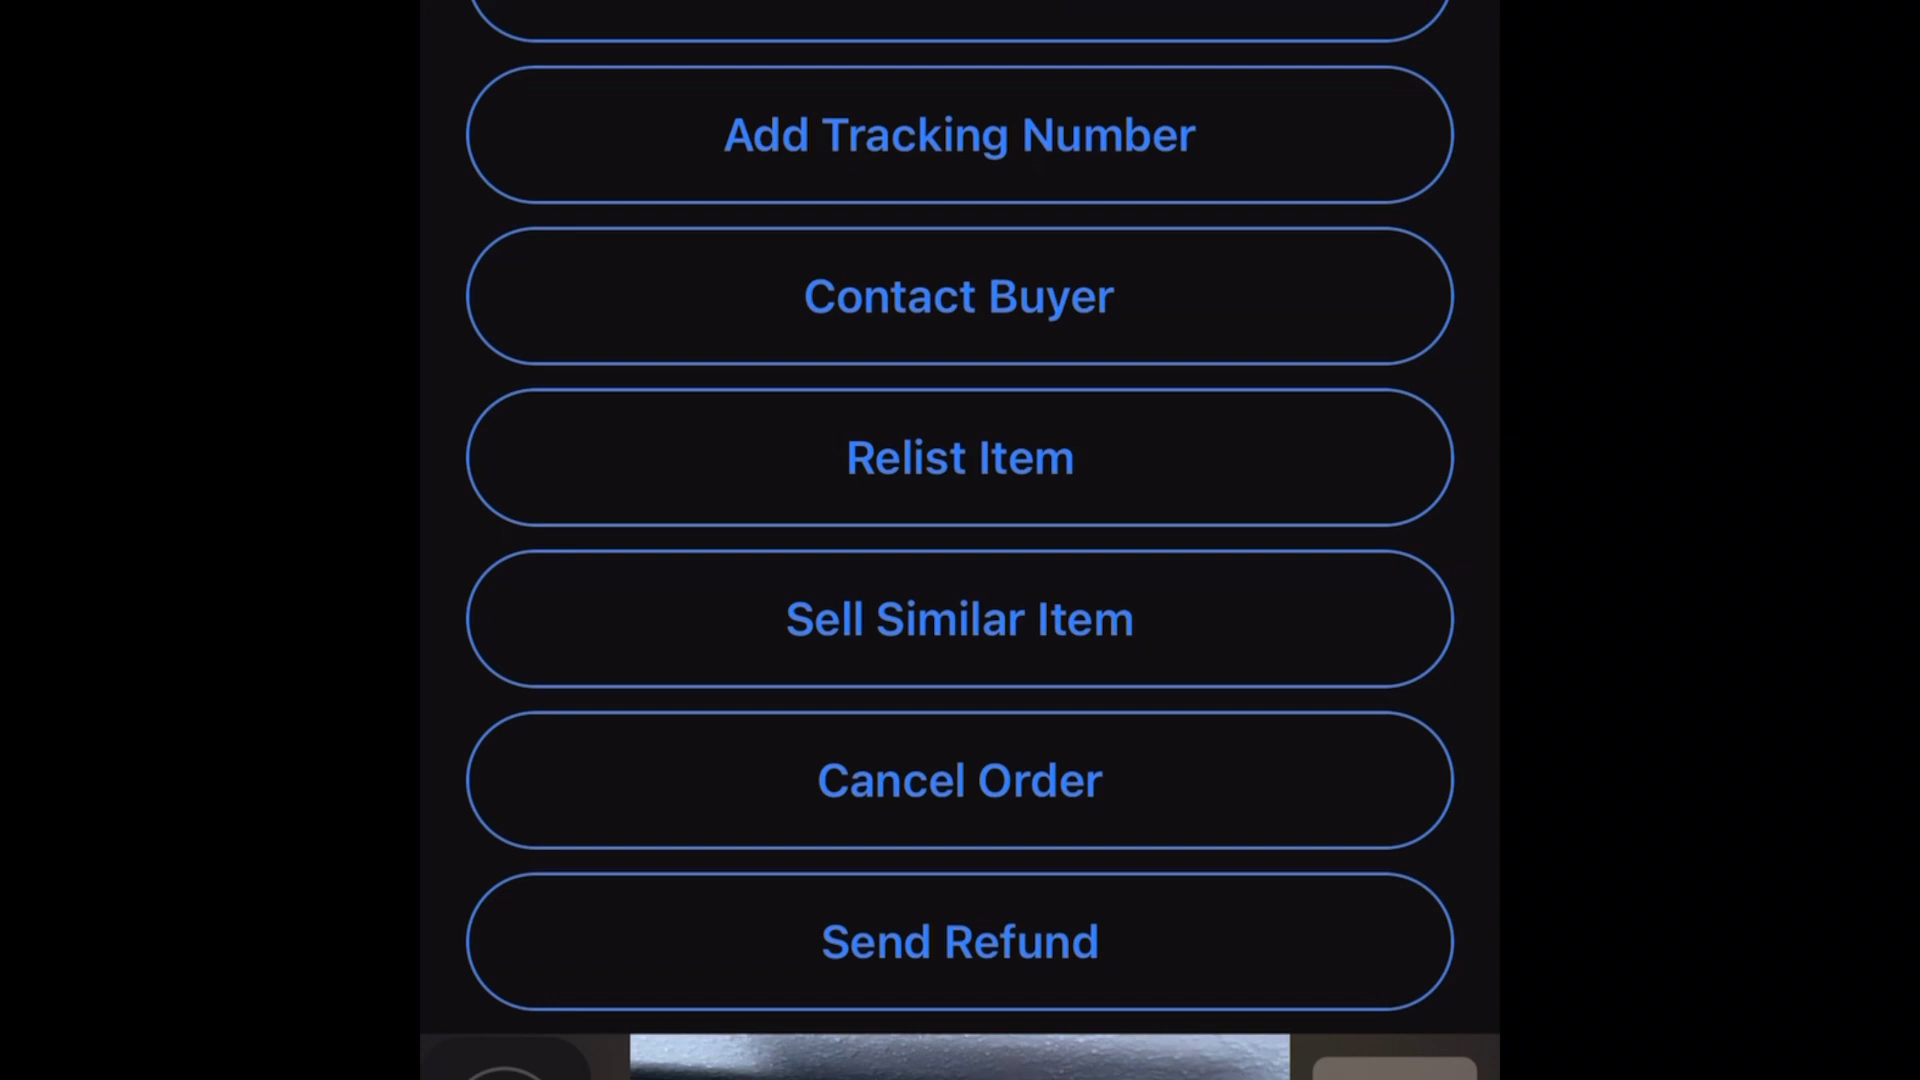 Add Tracking Number
Contact Buyer
Relist Item
Sell Similar Item
Cancel Order
Send Refund